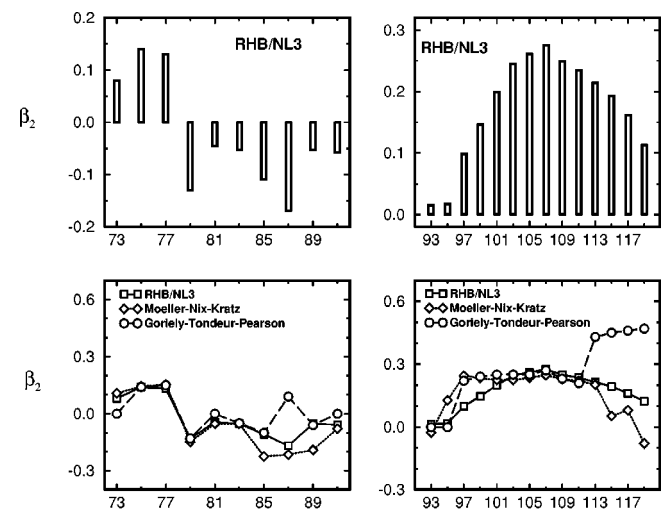 0.2
0.1
0.0
-0.1
-0.2
β2
RHB/NL3
73 77 81 85 89
0.3
0.2
0.1
0.0
RHB/NL3
93 97 101 105 109 113 117
0.6
0.3
0.0
-0.3
β2
RHB/NL3
Moeller-Nix-Kratz
Goriely-Tondeur-Pearson
73 77 81 85 89
0.6
0.3
0.0
-0.3
RHB/NL3
Moeller-Nix-Kratz
Goriely-Tondeur-Pearson
93 97 101 105 109 113 117